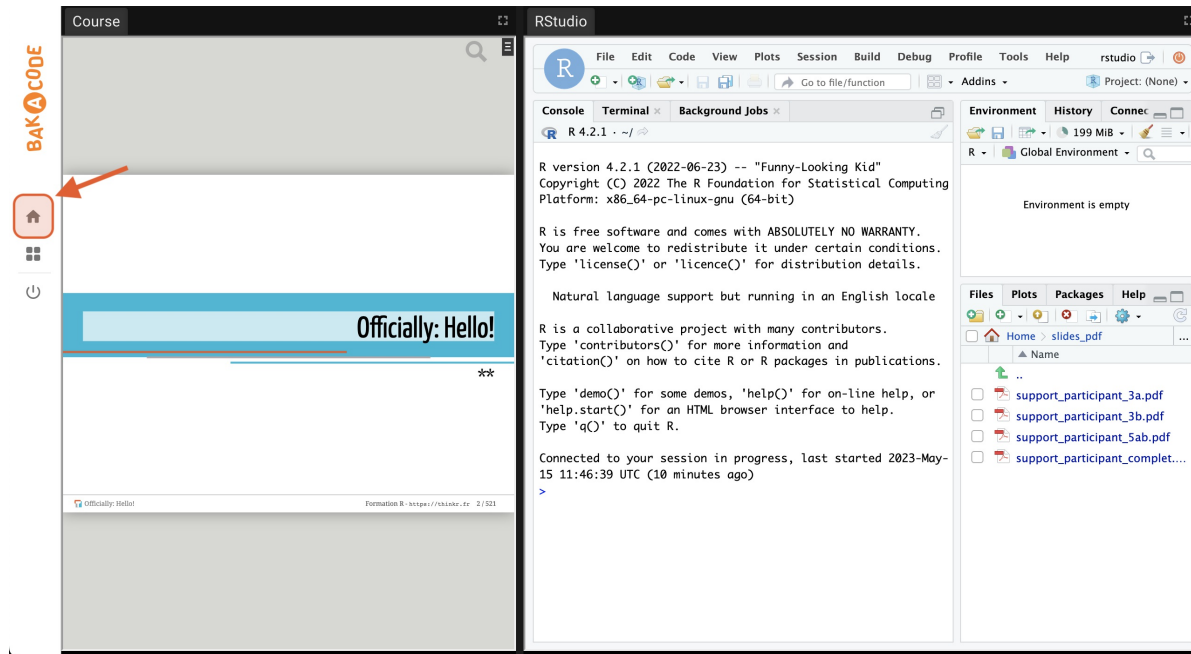 Course
RStudio
BAKACODE
File Edit Code View Plots Session Build Debug Profile Tools Help rstudio
Go to file/function Addins Project: (None)
Console Terminal Background Jobs
R 4.2.1 · ~/
R version 4.2.1 (2022-06-23) -- "Funny-Looking Kid"
Copyright (C) 2022 The R Foundation for Statistical Computing
Platform: x86_64-pc-linux-gnu (64-bit)
R is free software and comes with ABSOLUTELY NO WARRANTY.
You are welcome to redistribute it under certain conditions.
Type 'license()' or 'licence()' for distribution details.
Natural language support but running in an English locale
R is a collaborative project with many contributors.
Type 'contributors()' for more information and
'citation()' on how to cite R or R packages in publications.
Type 'demo()' for some demos, 'help()' for on-line help, or
'help.start()' for an HTML browser interface to help.
Type 'q()' to quit R.
Connected to your session in progress, last started 2023-May-
15 11:46:39 UTC (10 minutes ago)
>
Environment History Connec
199 MiB
R Global Environment
Environment is empty
Files Plots Packages Help
Home slides_pdf ...
Name
..
support_participant_3a.pdf
support_participant_3b.pdf
support_participant_5ab.pdf
support_participant_complet....
Officially: Hello!
**
Officially: Hello! Formation R - https://thinkr.fr 2 / 521